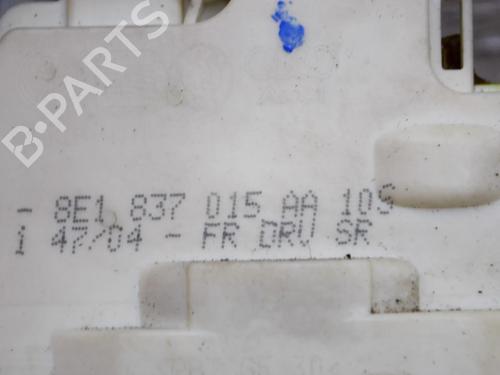 B-PARTS
- 8E1 837 015 AA 10S
i 47/04 - FR DRV SR